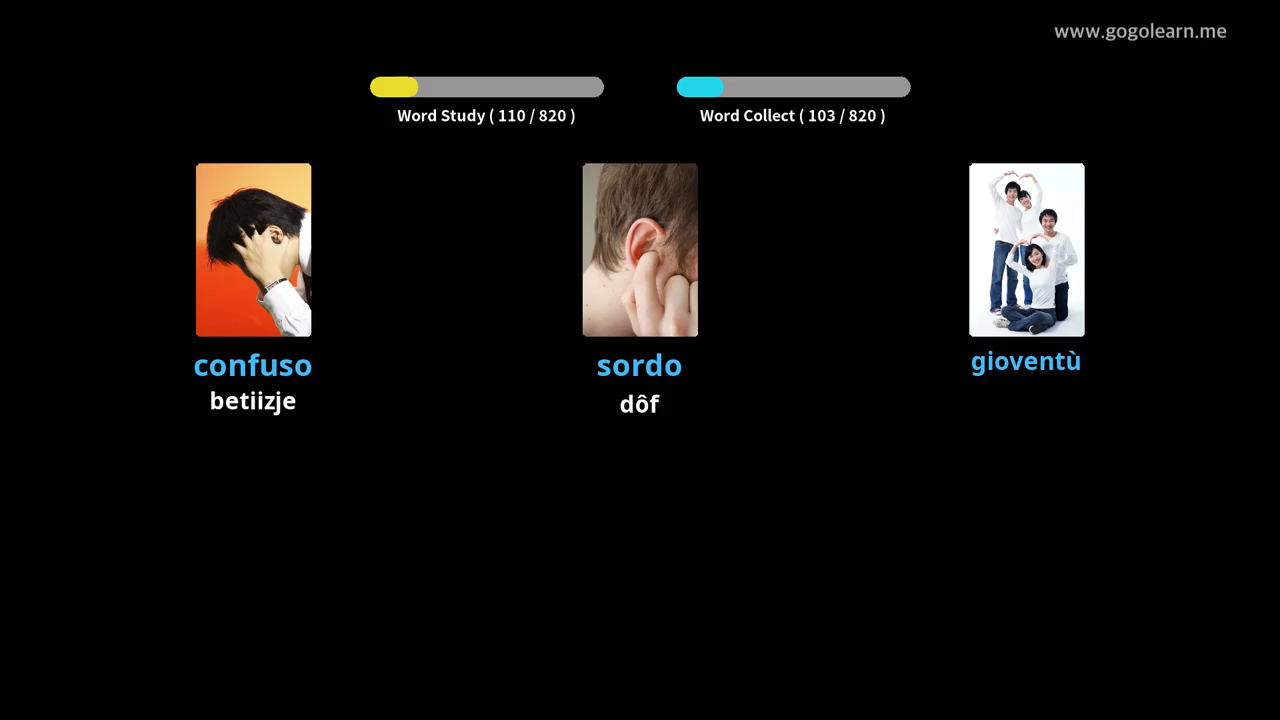 www.gogolearn.me
Word Study ( 110 / 820 )
Word Collect ( 103 / 820 )
confuso
betiizje
sordo
dôf
gioventù